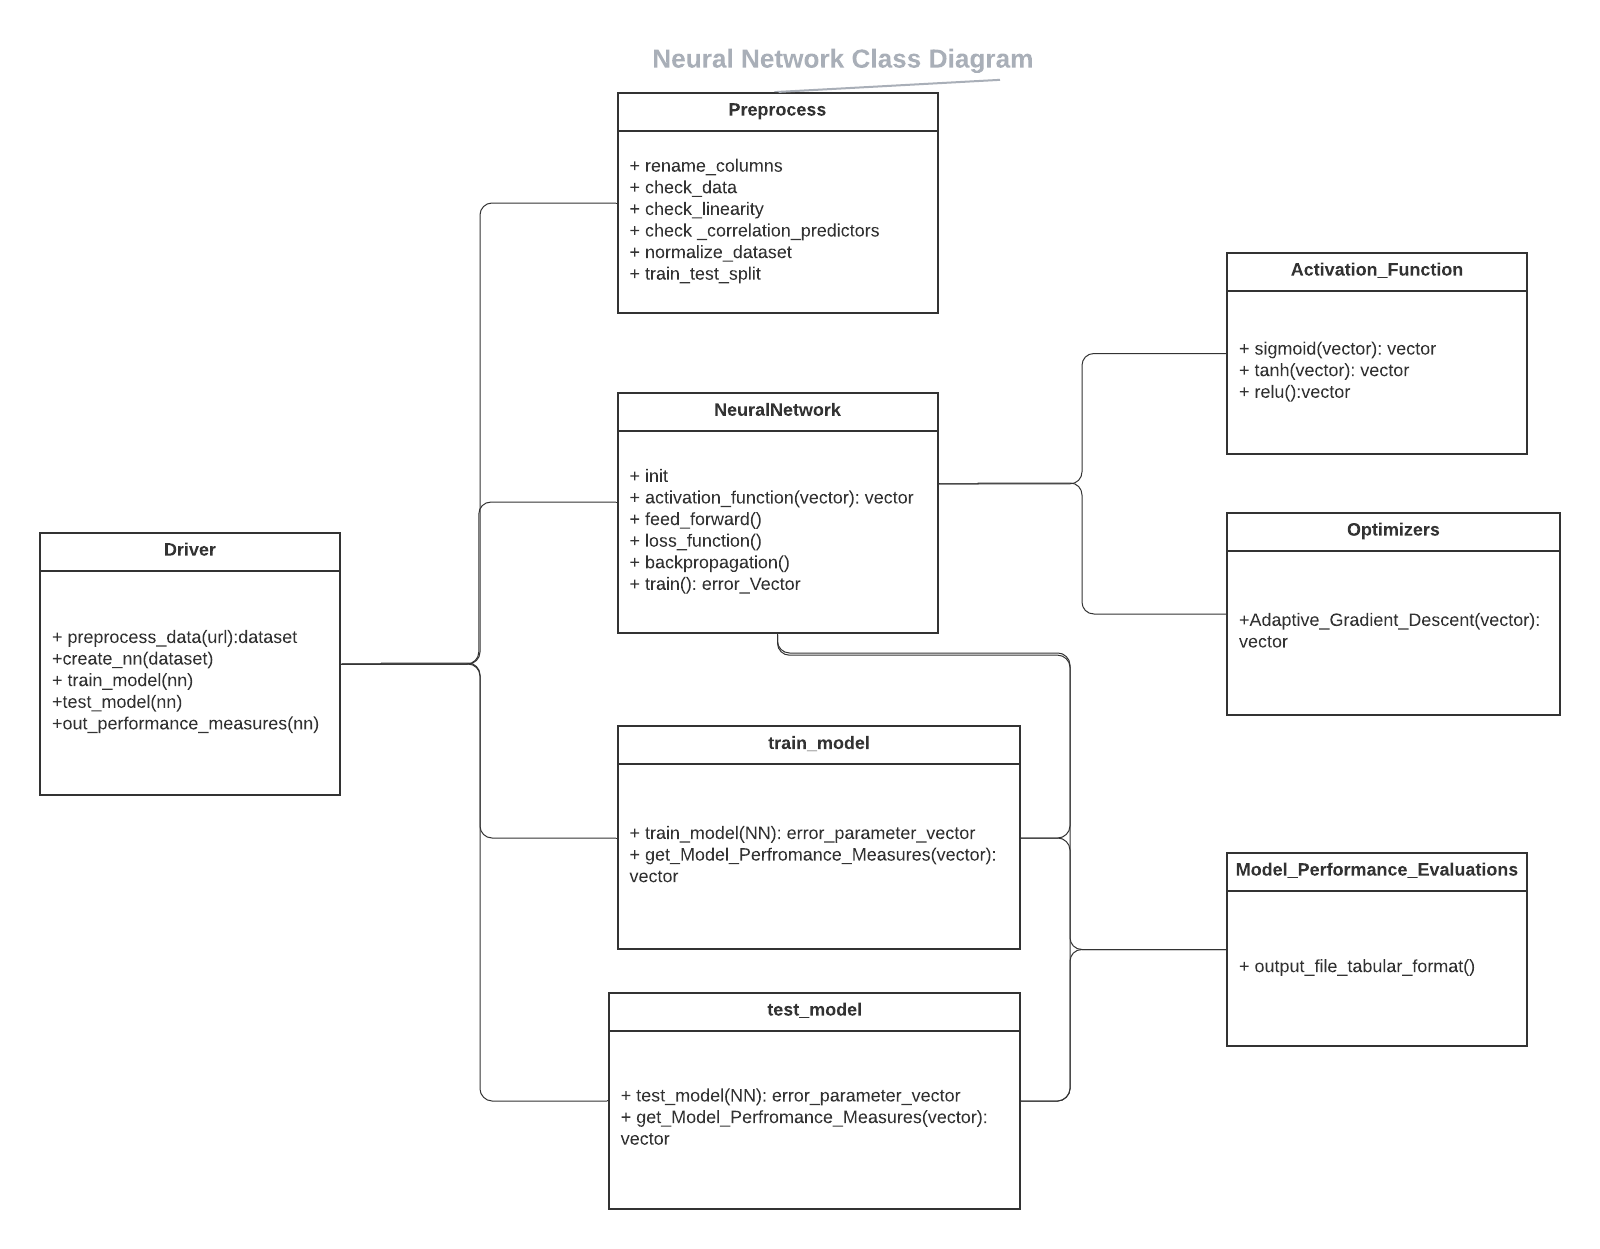 Neural Network Class Diagram
Preprocess
+ rename_columns
+ check_data
+ check_linearity
+ check _correlation_predictors
+ normalize_dataset
+ train_test_split
Activation_Function
+ sigmoid(vector): vector
+ tanh(vector): vector
+ relu():vector
NeuralNetwork
+ init
+ activation_function(vector): vector
+ feed_forward()
+ loss_function()
+ backpropagation()
+ train(): error_Vector
Optimizers
+Adaptive_Gradient_Descent(vector):
vector
Driver
+ preprocess_data(url):dataset
+create_nn(dataset)
+ train_model(nn)
+test_model(nn)
+out_performance_measures(nn)
train_model
+ train_model(NN): error_parameter_vector
+ get_Model_Perfromance_Measures(vector):
vector
Model_Performance_Evaluations
+ output_file_tabular_format()
test_model
+ test_model(NN): error_parameter_vector
+ get_Model_Perfromance_Measures(vector):
vector